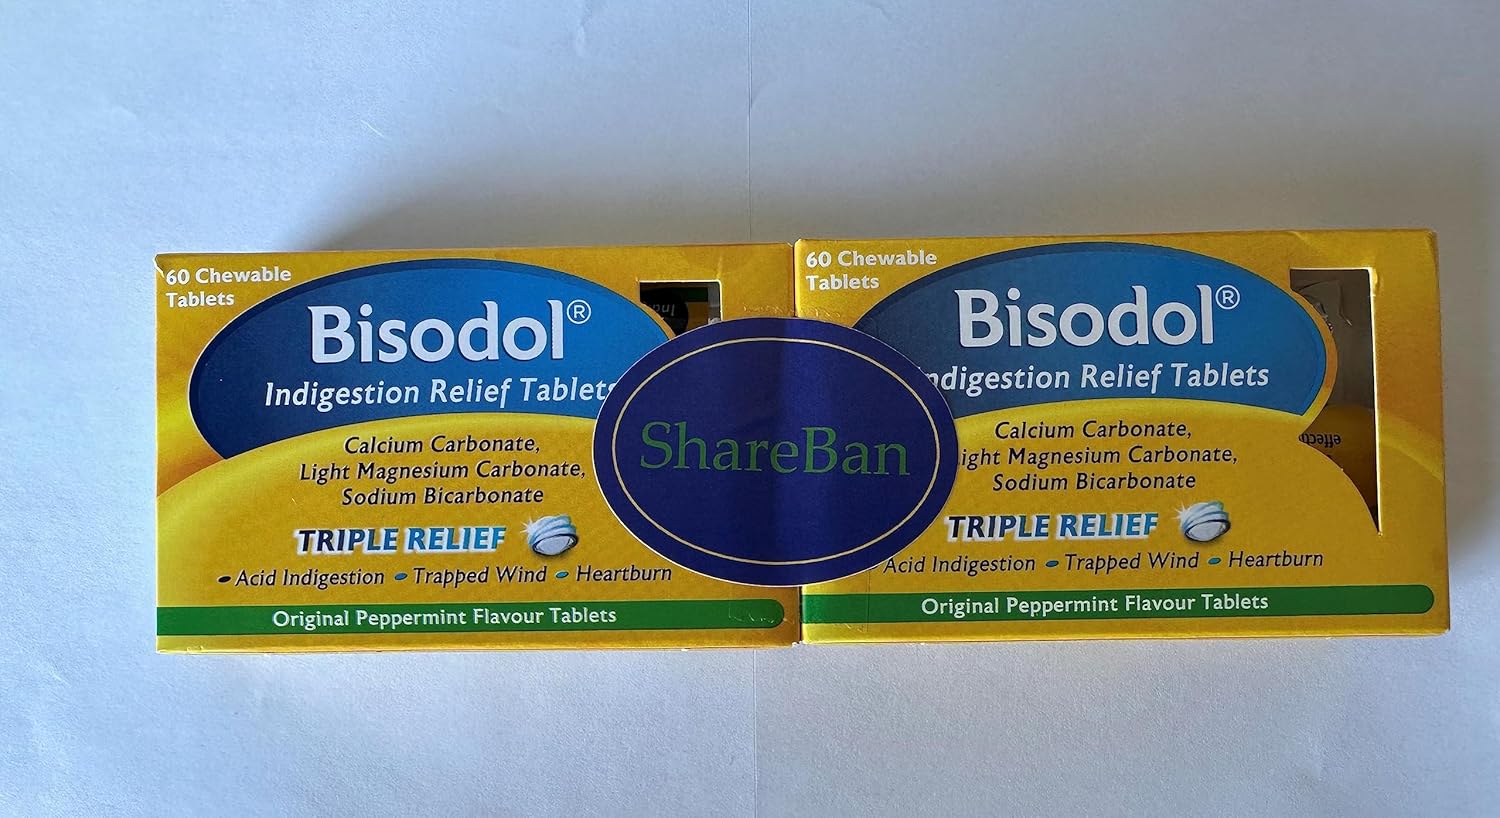 60 Chewable
Tablets
Bisodol®
Indigestion Relief Tablets
Calcium Carbonate,
Light Magnesium Carbonate,
Sodium Bicarbonate
TRIPLE RELIEF
• Acid Indigestion • Trapped Wind • Heartburn
Original Peppermint Flavour Tablets
ShareBan
60 Chewable
Tablets
Bisodol®
ndigestion Relief Tablets
ight Magnesium Carbonate,
Calcium Carbonate,
Sodium Bicarbonate
TRIPLE RELIEF
Acid Indigestion • Trapped Wind • Heartburn
Original Peppermint Flavour Tablets